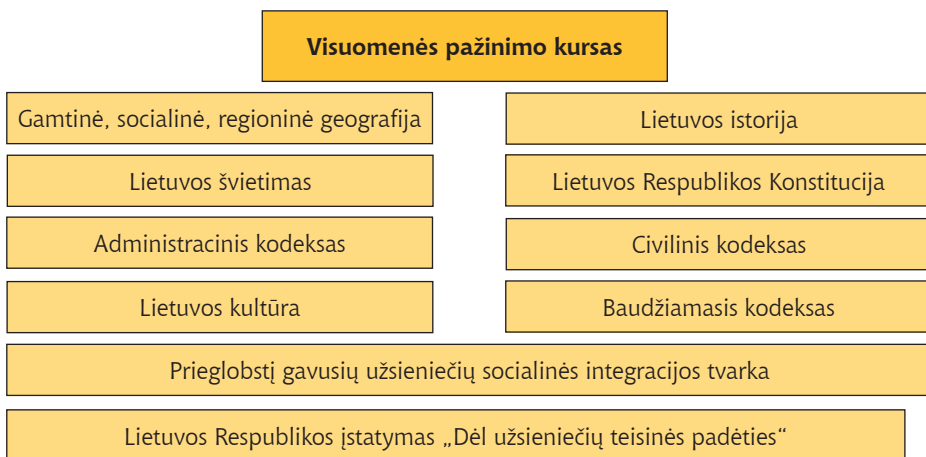 Visuomenės pažinimo kursas
Gamtinė, socialinė, regioninė geografija
Lietuvos istorija
Lietuvos švietimas
Lietuvos Respublikos Konstitucija
Administracinis kodeksas
Civilinis kodeksas
Lietuvos kultūra
Baudžiamasis kodeksas
Prieglobstį gavusių užsieniečių socialinės integracijos tvarka
Lietuvos Respublikos įstatymas „Dėl užsieniečių teisinės padėties“